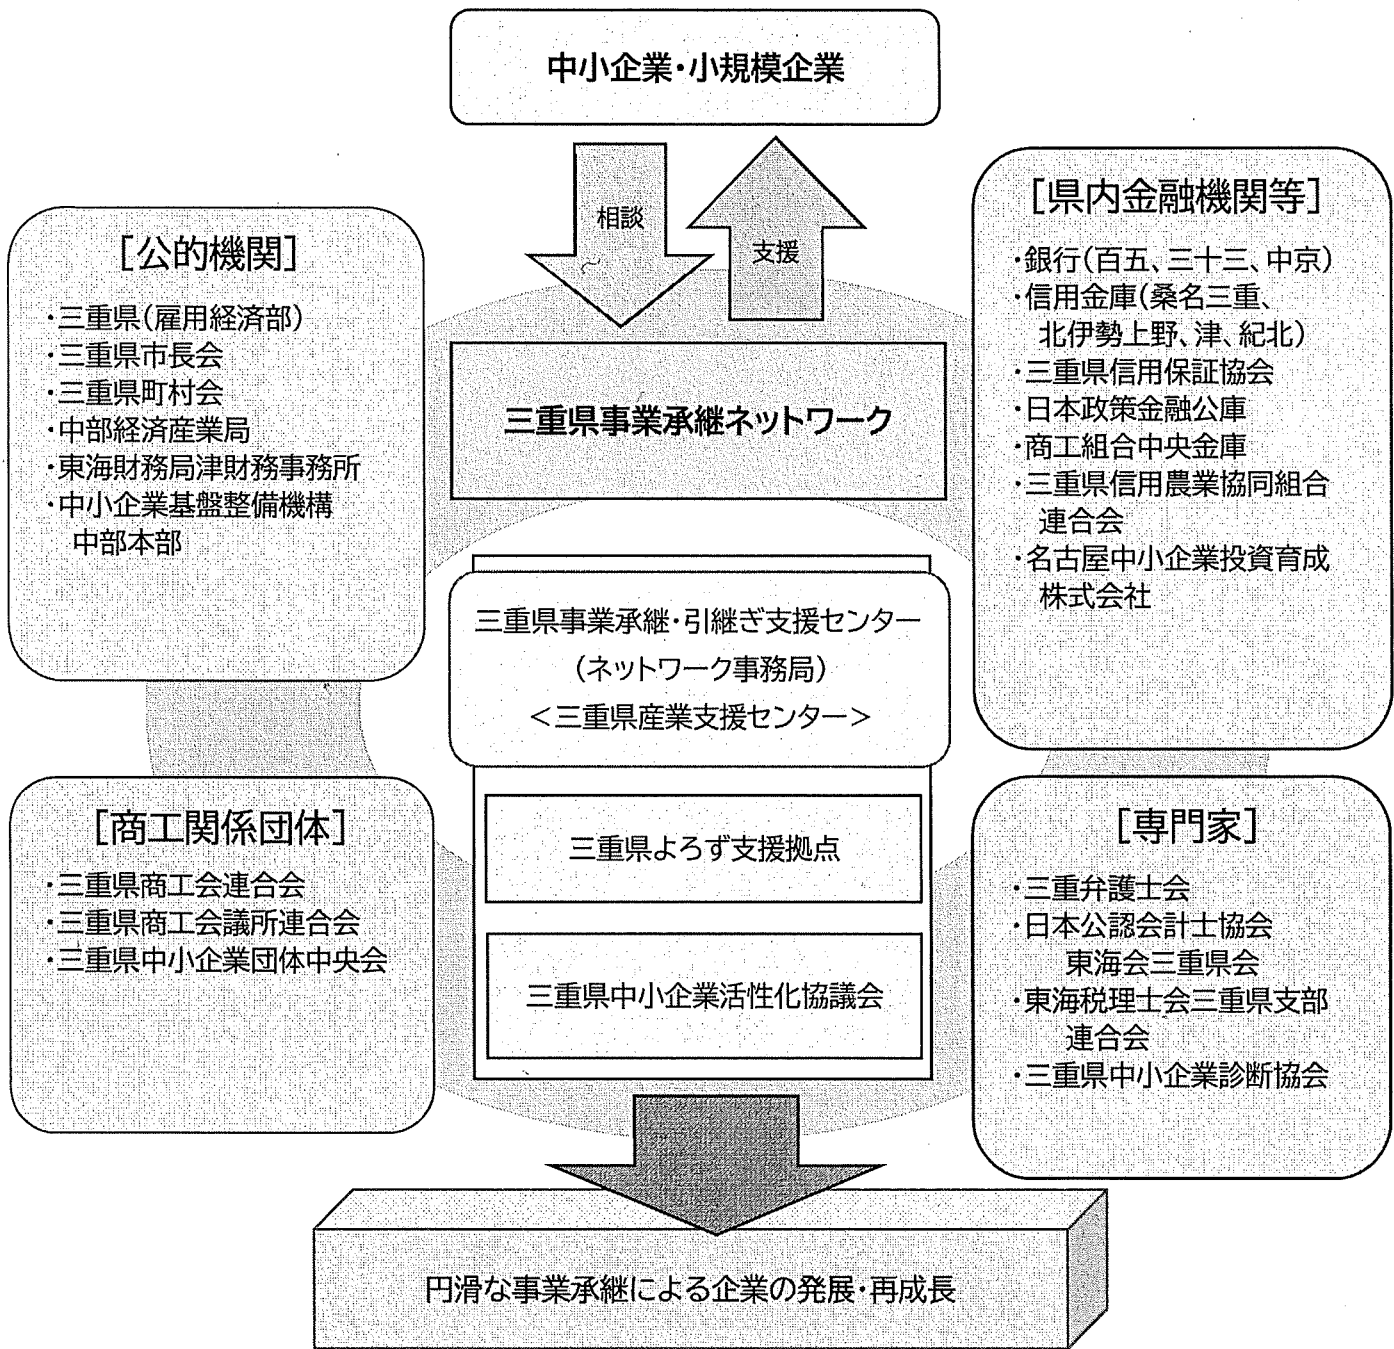 中小企業・小規模企業
相談
支援
[公的機関]
・三重県(雇用経済部)
・三重県市長会
・三重県町村会
・中部経済産業局
・東海財務局津財務事務所
・中小企業基盤整備機構
中部本部
[県内金融機関等]
・銀行(百五、三十三、中京)
・信用金庫(桑名三重、
北伊勢上野、津、紀北)
・三重県信用保証協会
・日本政策金融公庫
・商工組合中央金庫
・三重県信用農業協同組合
連合会
・名古屋中小企業投資育成
株式会社
三重県事業承継ネットワーク
三重県事業承継・引継ぎ支援センター
(ネットワーク事務局)
<三重県産業支援センター>
三重県よろず支援拠点
三重県中小企業活性化協議会
[商工関係団体]
・三重県商工会連合会
・三重県商工会議所連合会
・三重県中小企業団体中央会
[専門家]
・三重弁護士会
・日本公認会計士協会
東海会三重県会
・東海税理士会三重県支部
連合会
・三重県中小企業診断協会
円滑な事業承継による企業の発展・再成長